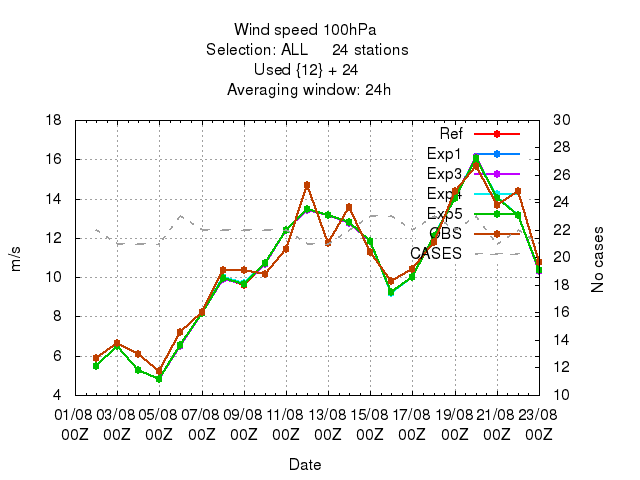 Wind speed 100hPa
Selection: ALL 24 stations
Used {12} + 24
Averaging window: 24h
18 30
16 28
14 26
12 24
10 22
8 20
6 18
4 16
14
12
10
m/s
No cases
Ref
Exp1
Exp3
Exp4
Exp5
OBS
CASES
01/08 03/08 05/08 07/08 09/08 11/08 13/08 15/08 17/08 19/08 21/08 23/08
00Z 00Z 00Z 00Z 00Z 00Z 00Z 00Z 00Z 00Z 00Z 00Z
Date